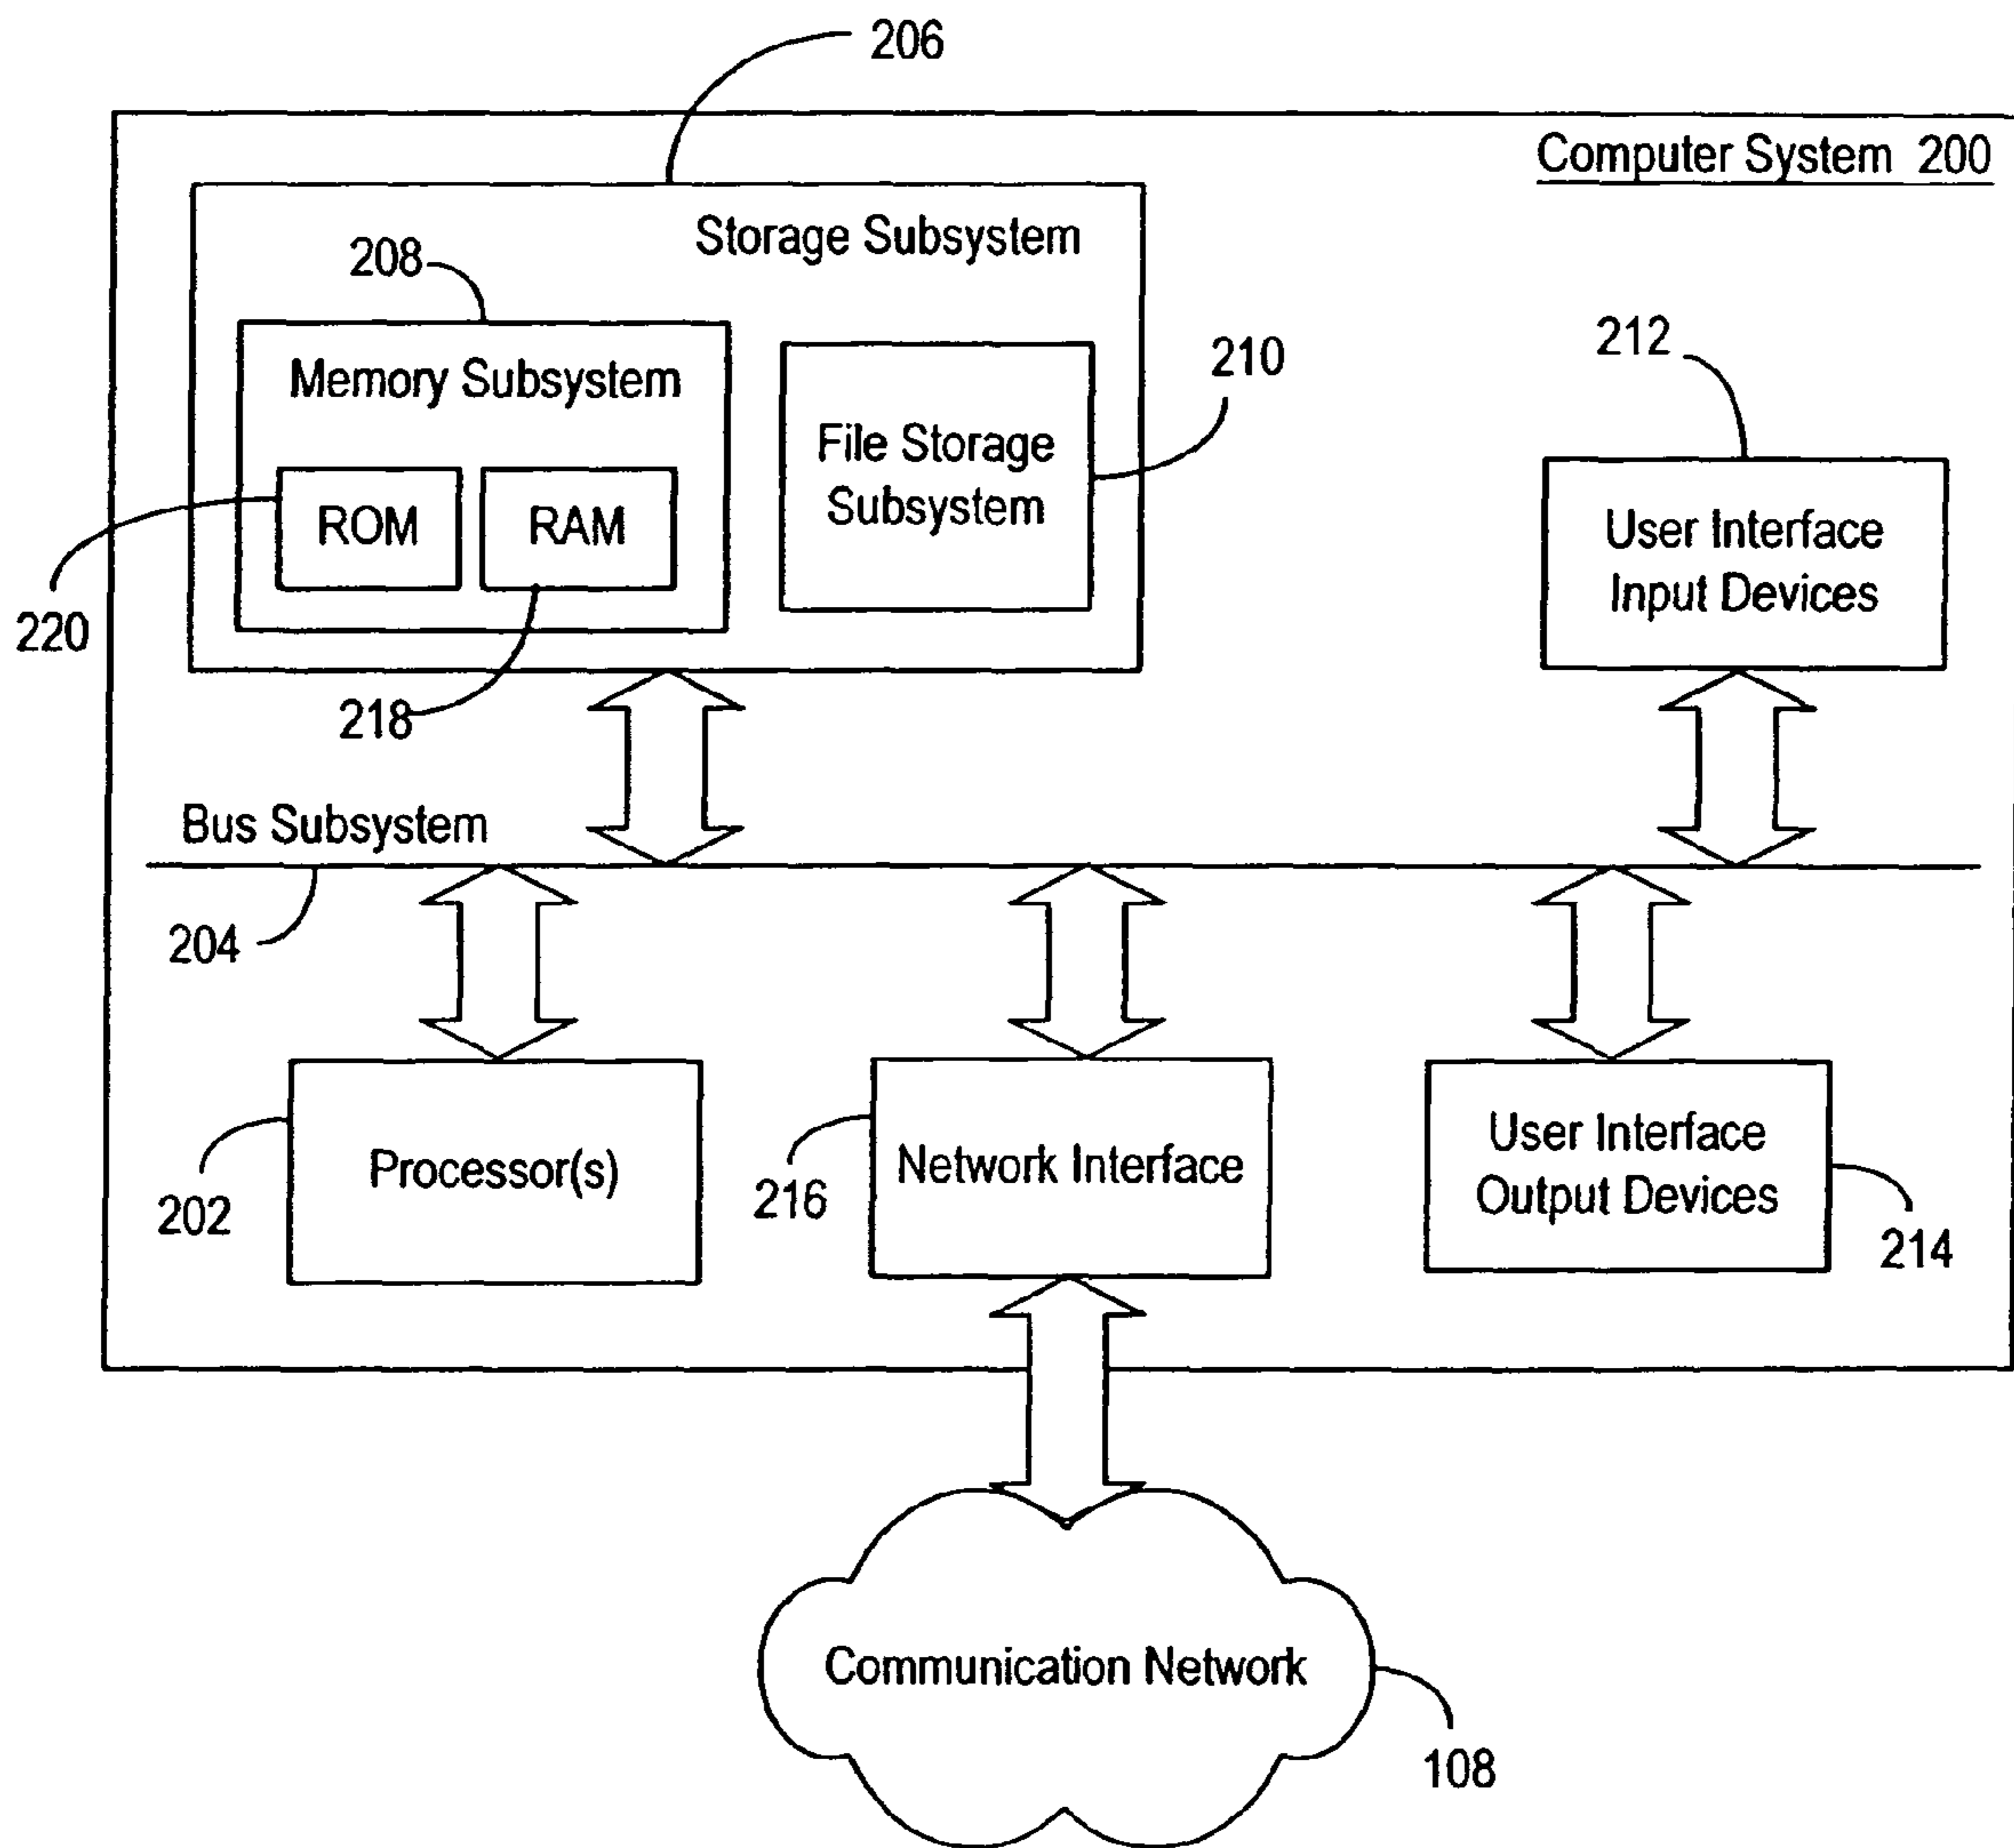 206
Computer System 200
Storage Subsystem
208
Memory Subsystem
210
212
File Storage
Subsystem
ROM
RAM
User Interface
Input Devices
220
218
Bus Subsystem
204
Processor(s)
202
Network Interface
216
User Interface
Output Devices
214
Communication Network
108